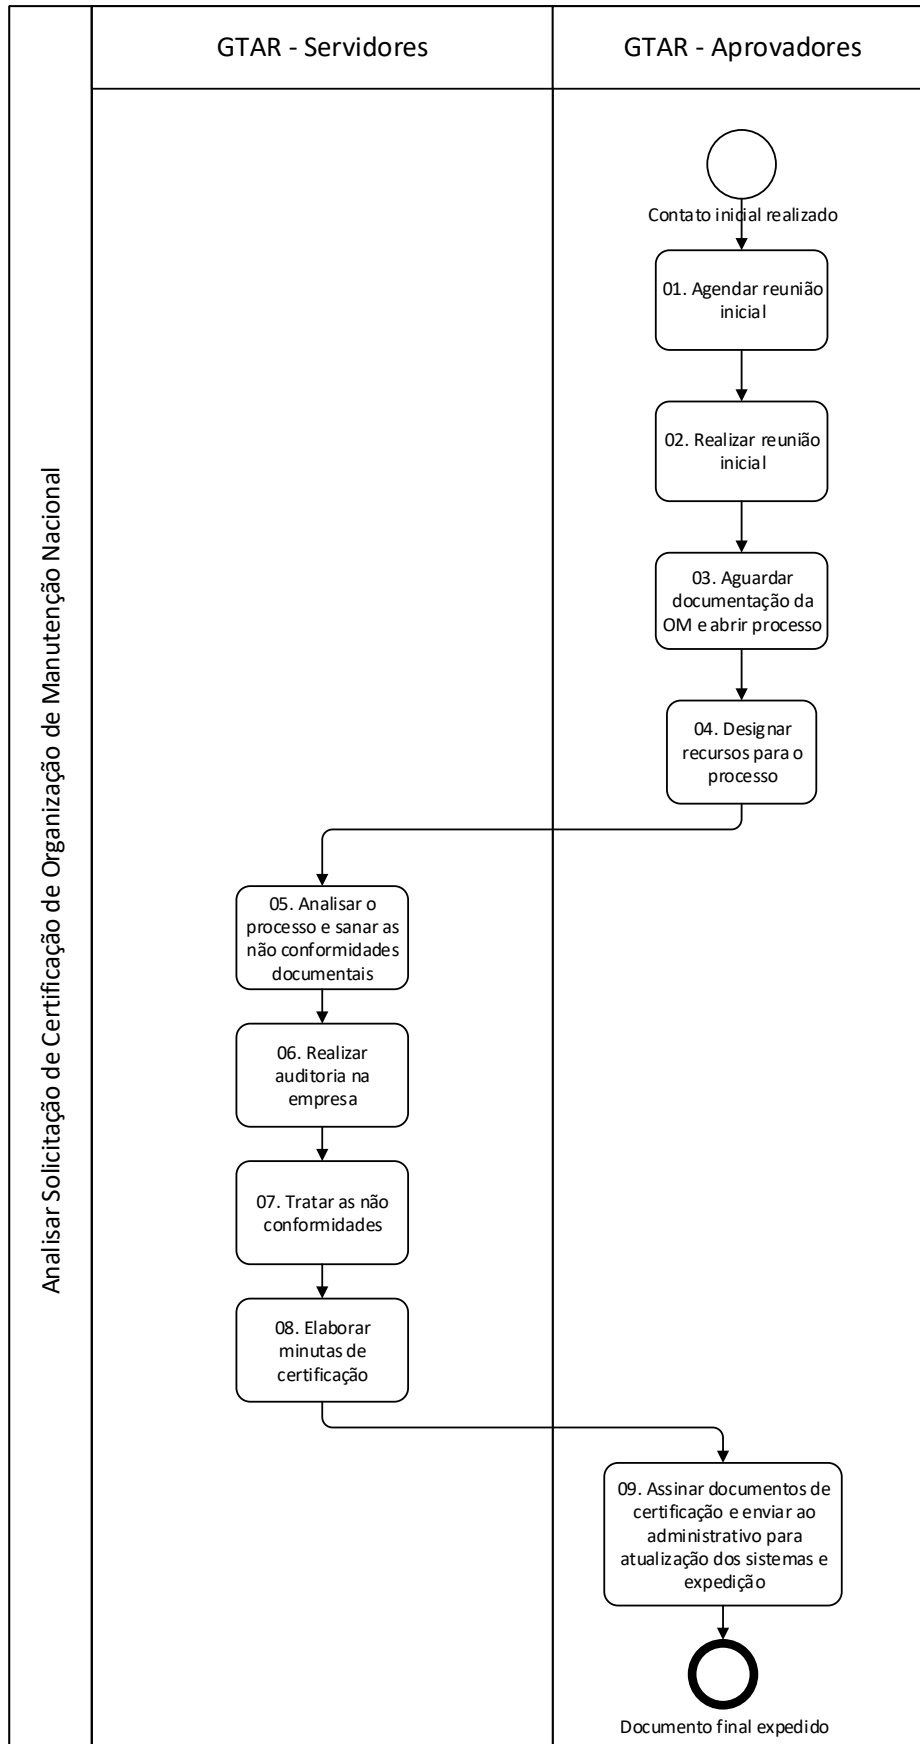 GTAR - Servidores
GTAR - Aprovadores
Analisar Solicitação de Certificação de Organização de Manutenção Nacional
Contato inicial realizado
01. Agendar reunião
inicial
02. Realizar reunião
inicial
03. Aguardar
documentação da
OM e abrir processo
04. Designar
recursos para o
processo
05. Analisar o
processo e sanar as
não conformidades
documentais
06. Realizar
auditoria na
empresa
07. Tratar as não
conformidades
08. Elaborar
minutas de
certificação
09. Assinar documentos de
certificação e enviar ao
administrativo para
atualização dos sistemas e
expedição
Documento final expedido